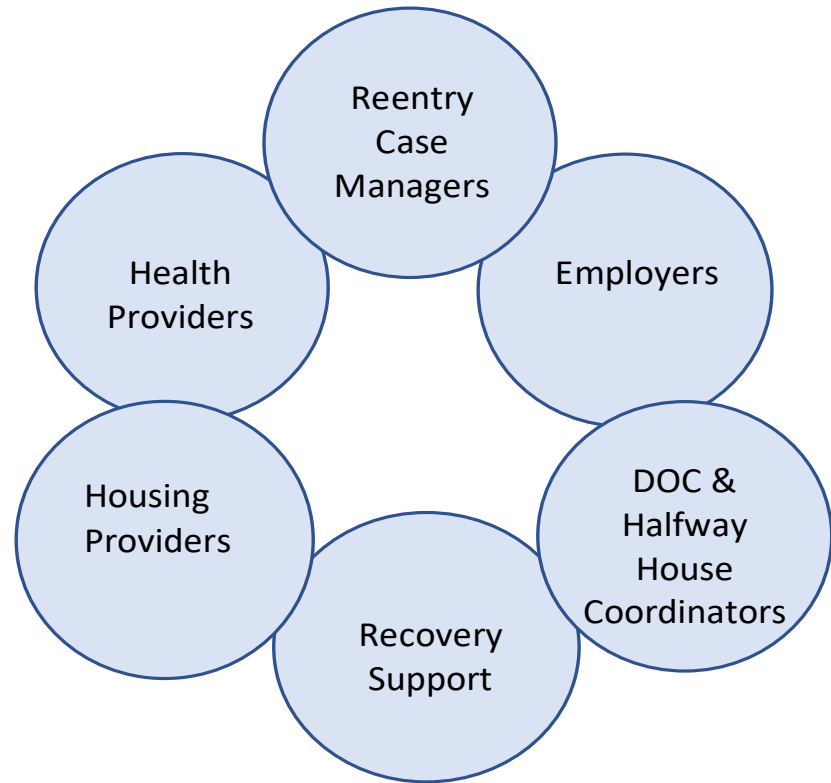 Reentry
Case
Managers
Health
Providers
Employers
Housing
Providers
DOC &
Halfway
House
Coordinators
Recovery
Support